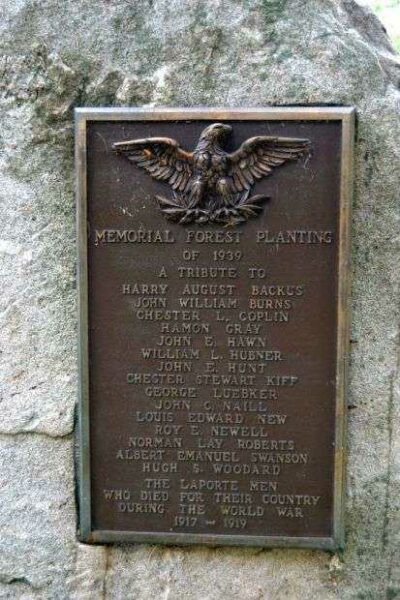 MEMORIAL FOREST PLANTING
OF 1939
A TRIBUTE TO
HARRY AUGUST BACKUS
JOHN WILLIAM BURNS
CHESTER L. COPLIN
HAMON GRAY
JOHN E. HAWN
WILLIAM L. HUBNER
JOHN E. HUNT
CHESTER STEWART KIFF
GEORGE LUEBKER
JOHN C. NAILL
LOUIS EDWARD NEW
ROY E. NEWELL
NORMAN LAY ROBERTS
ALBERT EMANUEL SWANSON
HUGH S. WOODARD
THE LAPORTE MEN
WHO DIED FOR THEIR COUNTRY
DURING THE WORLD WAR
1917 - 1919